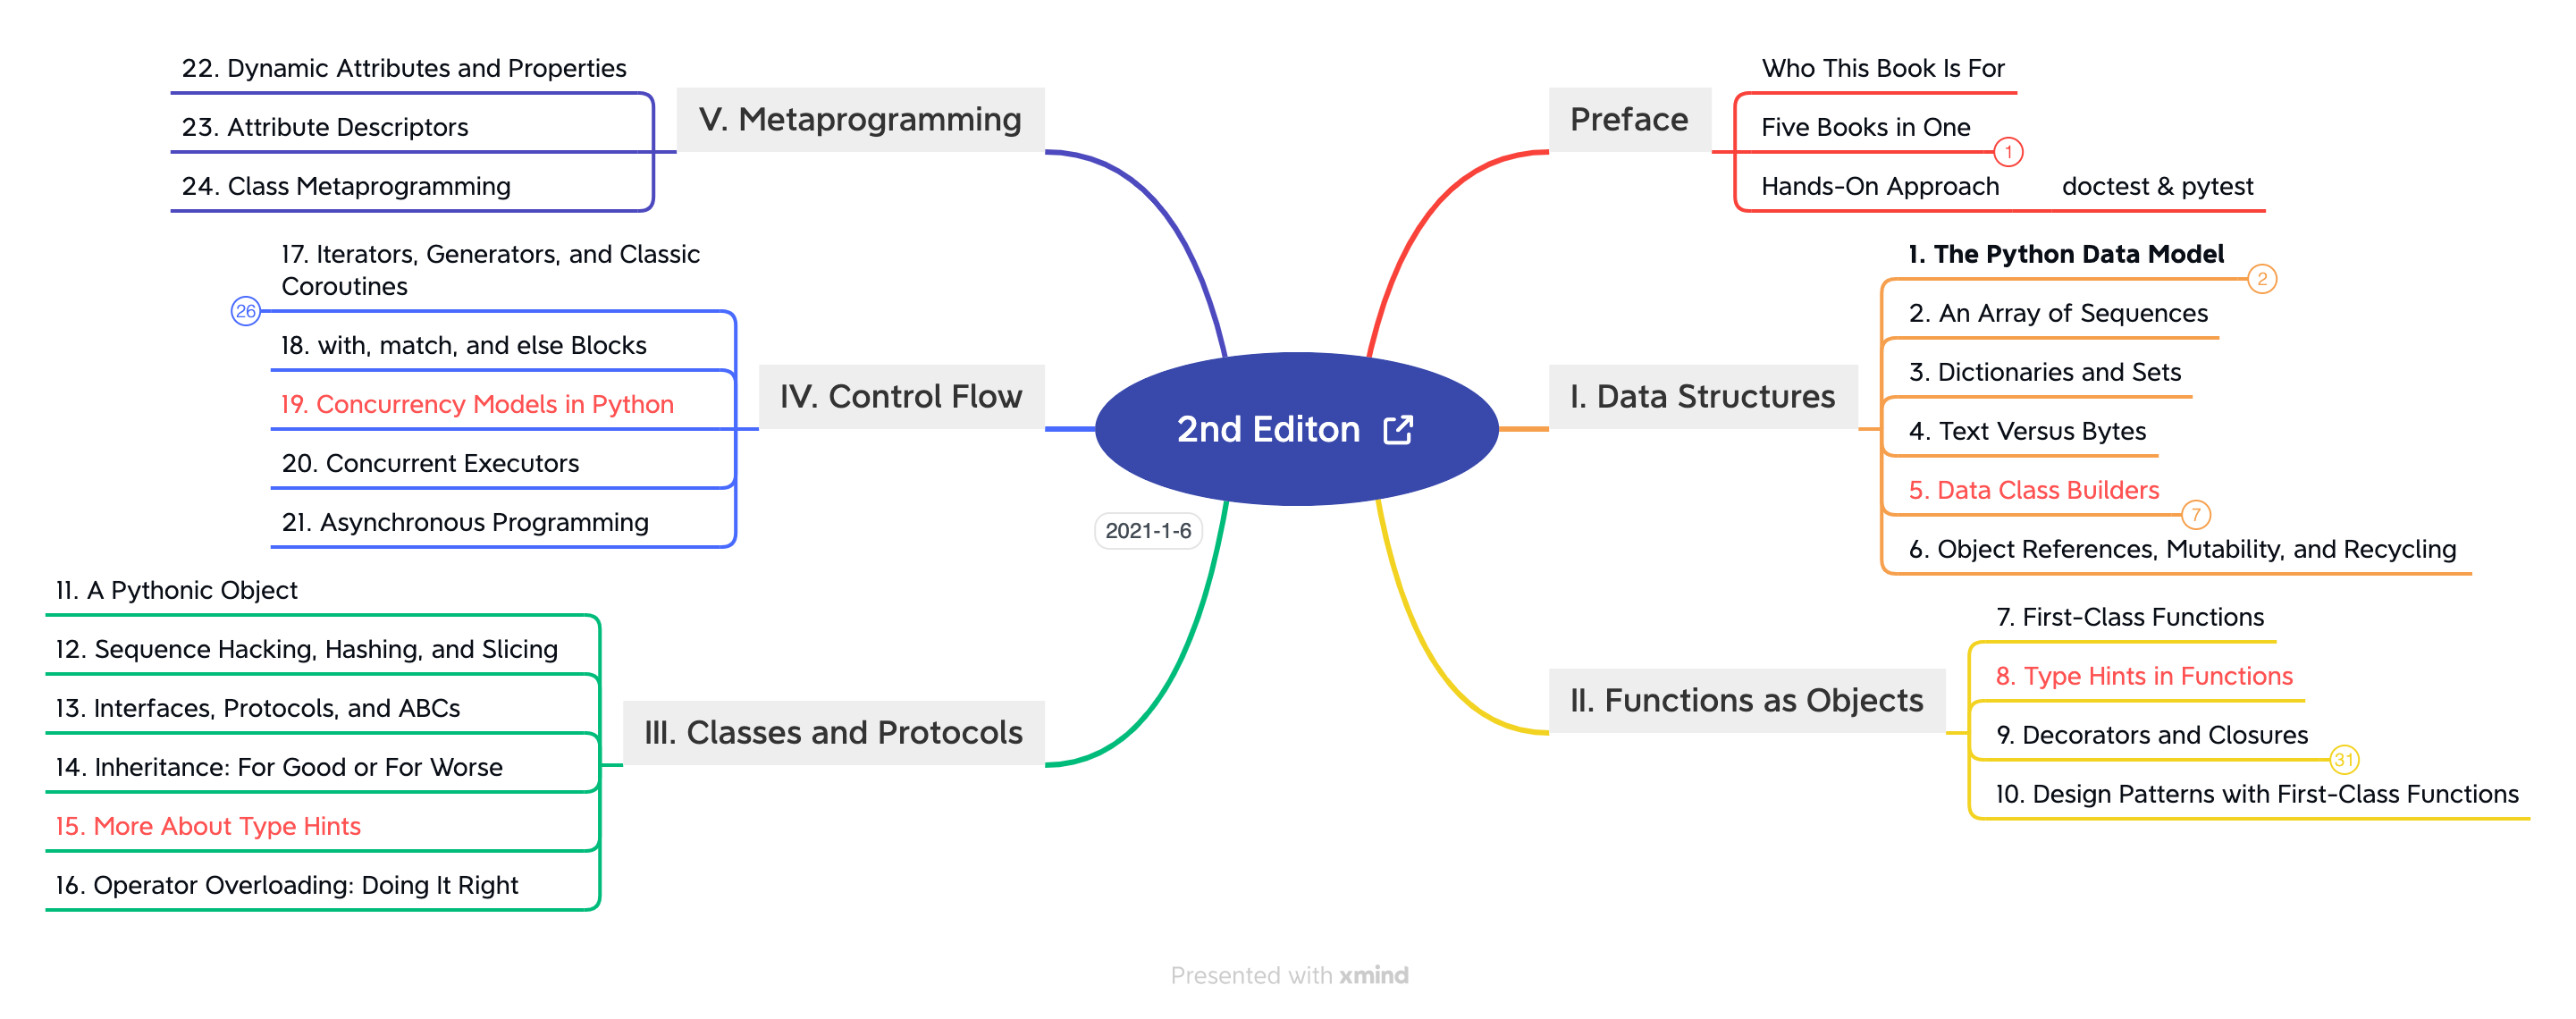 2nd Editon
2021-1-6
Preface
Who This Book Is For
Five Books in One
1
Hands-On Approach
doctest & pytest
I. Data Structures
1. The Python Data Model
2
2. An Array of Sequences
3. Dictionaries and Sets
4. Text Versus Bytes
5. Data Class Builders
7
6. Object References, Mutability, and Recycling
II. Functions as Objects
7. First-Class Functions
8. Type Hints in Functions
9. Decorators and Closures
31
10. Design Patterns with First-Class Functions
III. Classes and Protocols
11. A Pythonic Object
12. Sequence Hacking, Hashing, and Slicing
13. Interfaces, Protocols, and ABCs
14. Inheritance: For Good or For Worse
15. More About Type Hints
16. Operator Overloading: Doing It Right
IV. Control Flow
17. Iterators, Generators, and Classic
Coroutines
26
18. with, match, and else Blocks
19. Concurrency Models in Python
20. Concurrent Executors
21. Asynchronous Programming
V. Metaprogramming
22. Dynamic Attributes and Properties
23. Attribute Descriptors
24. Class Metaprogramming
Presented with xmind